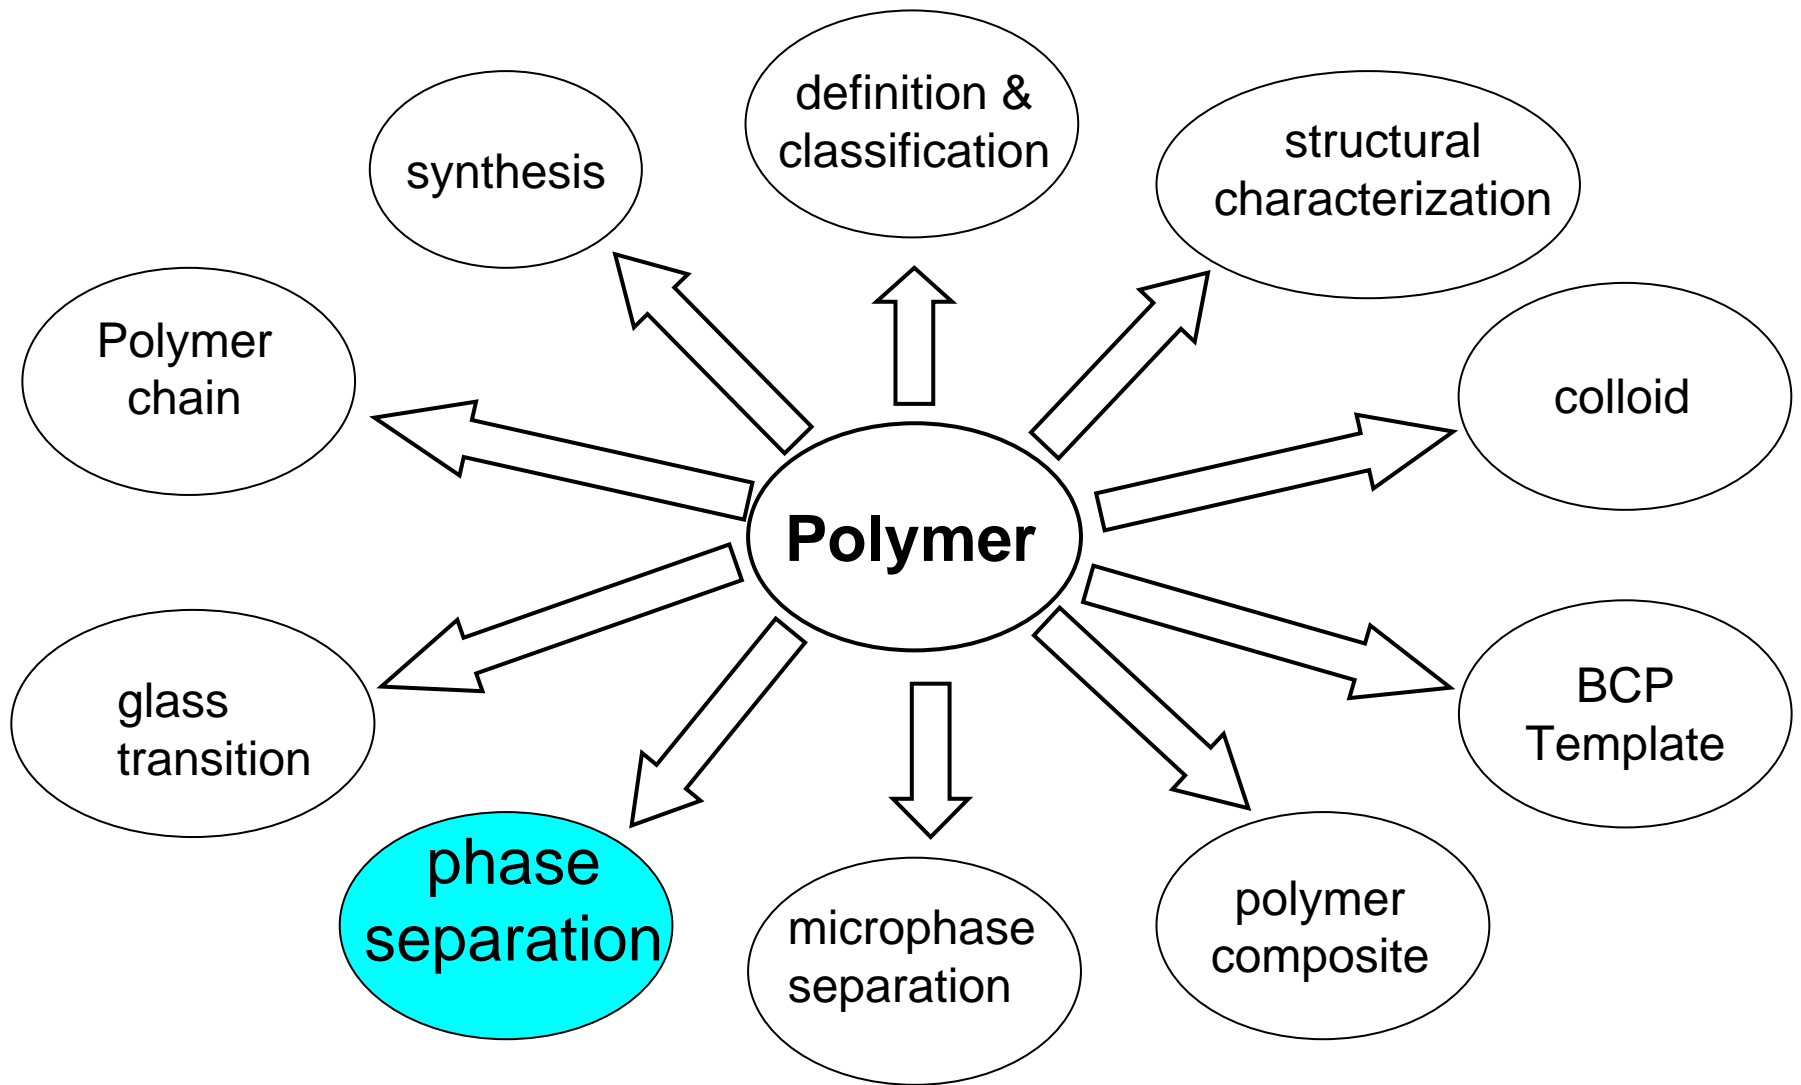 definition &
classification
synthesis
structural
characterization
Polymer
chain
colloid
Polymer
glass
transition
BCP
Template
phase
separation
microphase
separation
polymer
composite